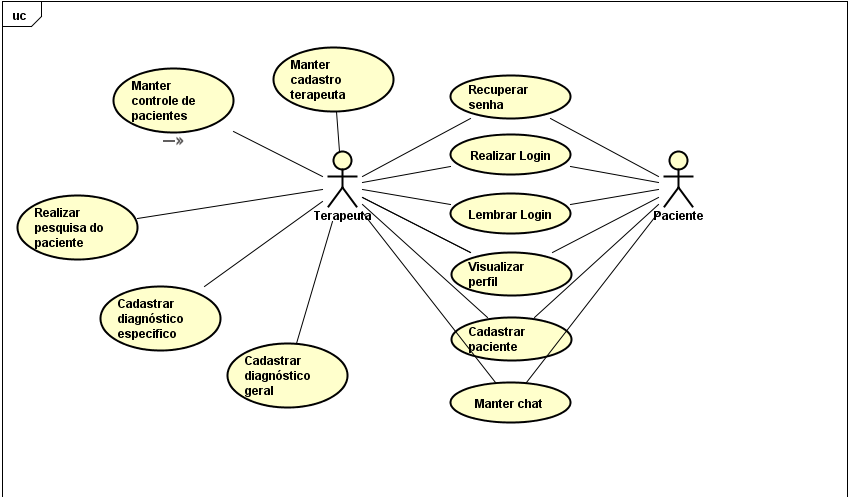 uc
Manter
cadastro
terapeuta
Manter
controle de
pacientes
Recuperar
senha
Realizar Login
Realizar
pesquisa do
paciente
Lembrar Login
Terapeuta
Paciente
Visualizar
perfil
Cadastrar
diagnóstico
específico
Cadastrar
paciente
Cadastrar
diagnóstico
geral
Manter chat